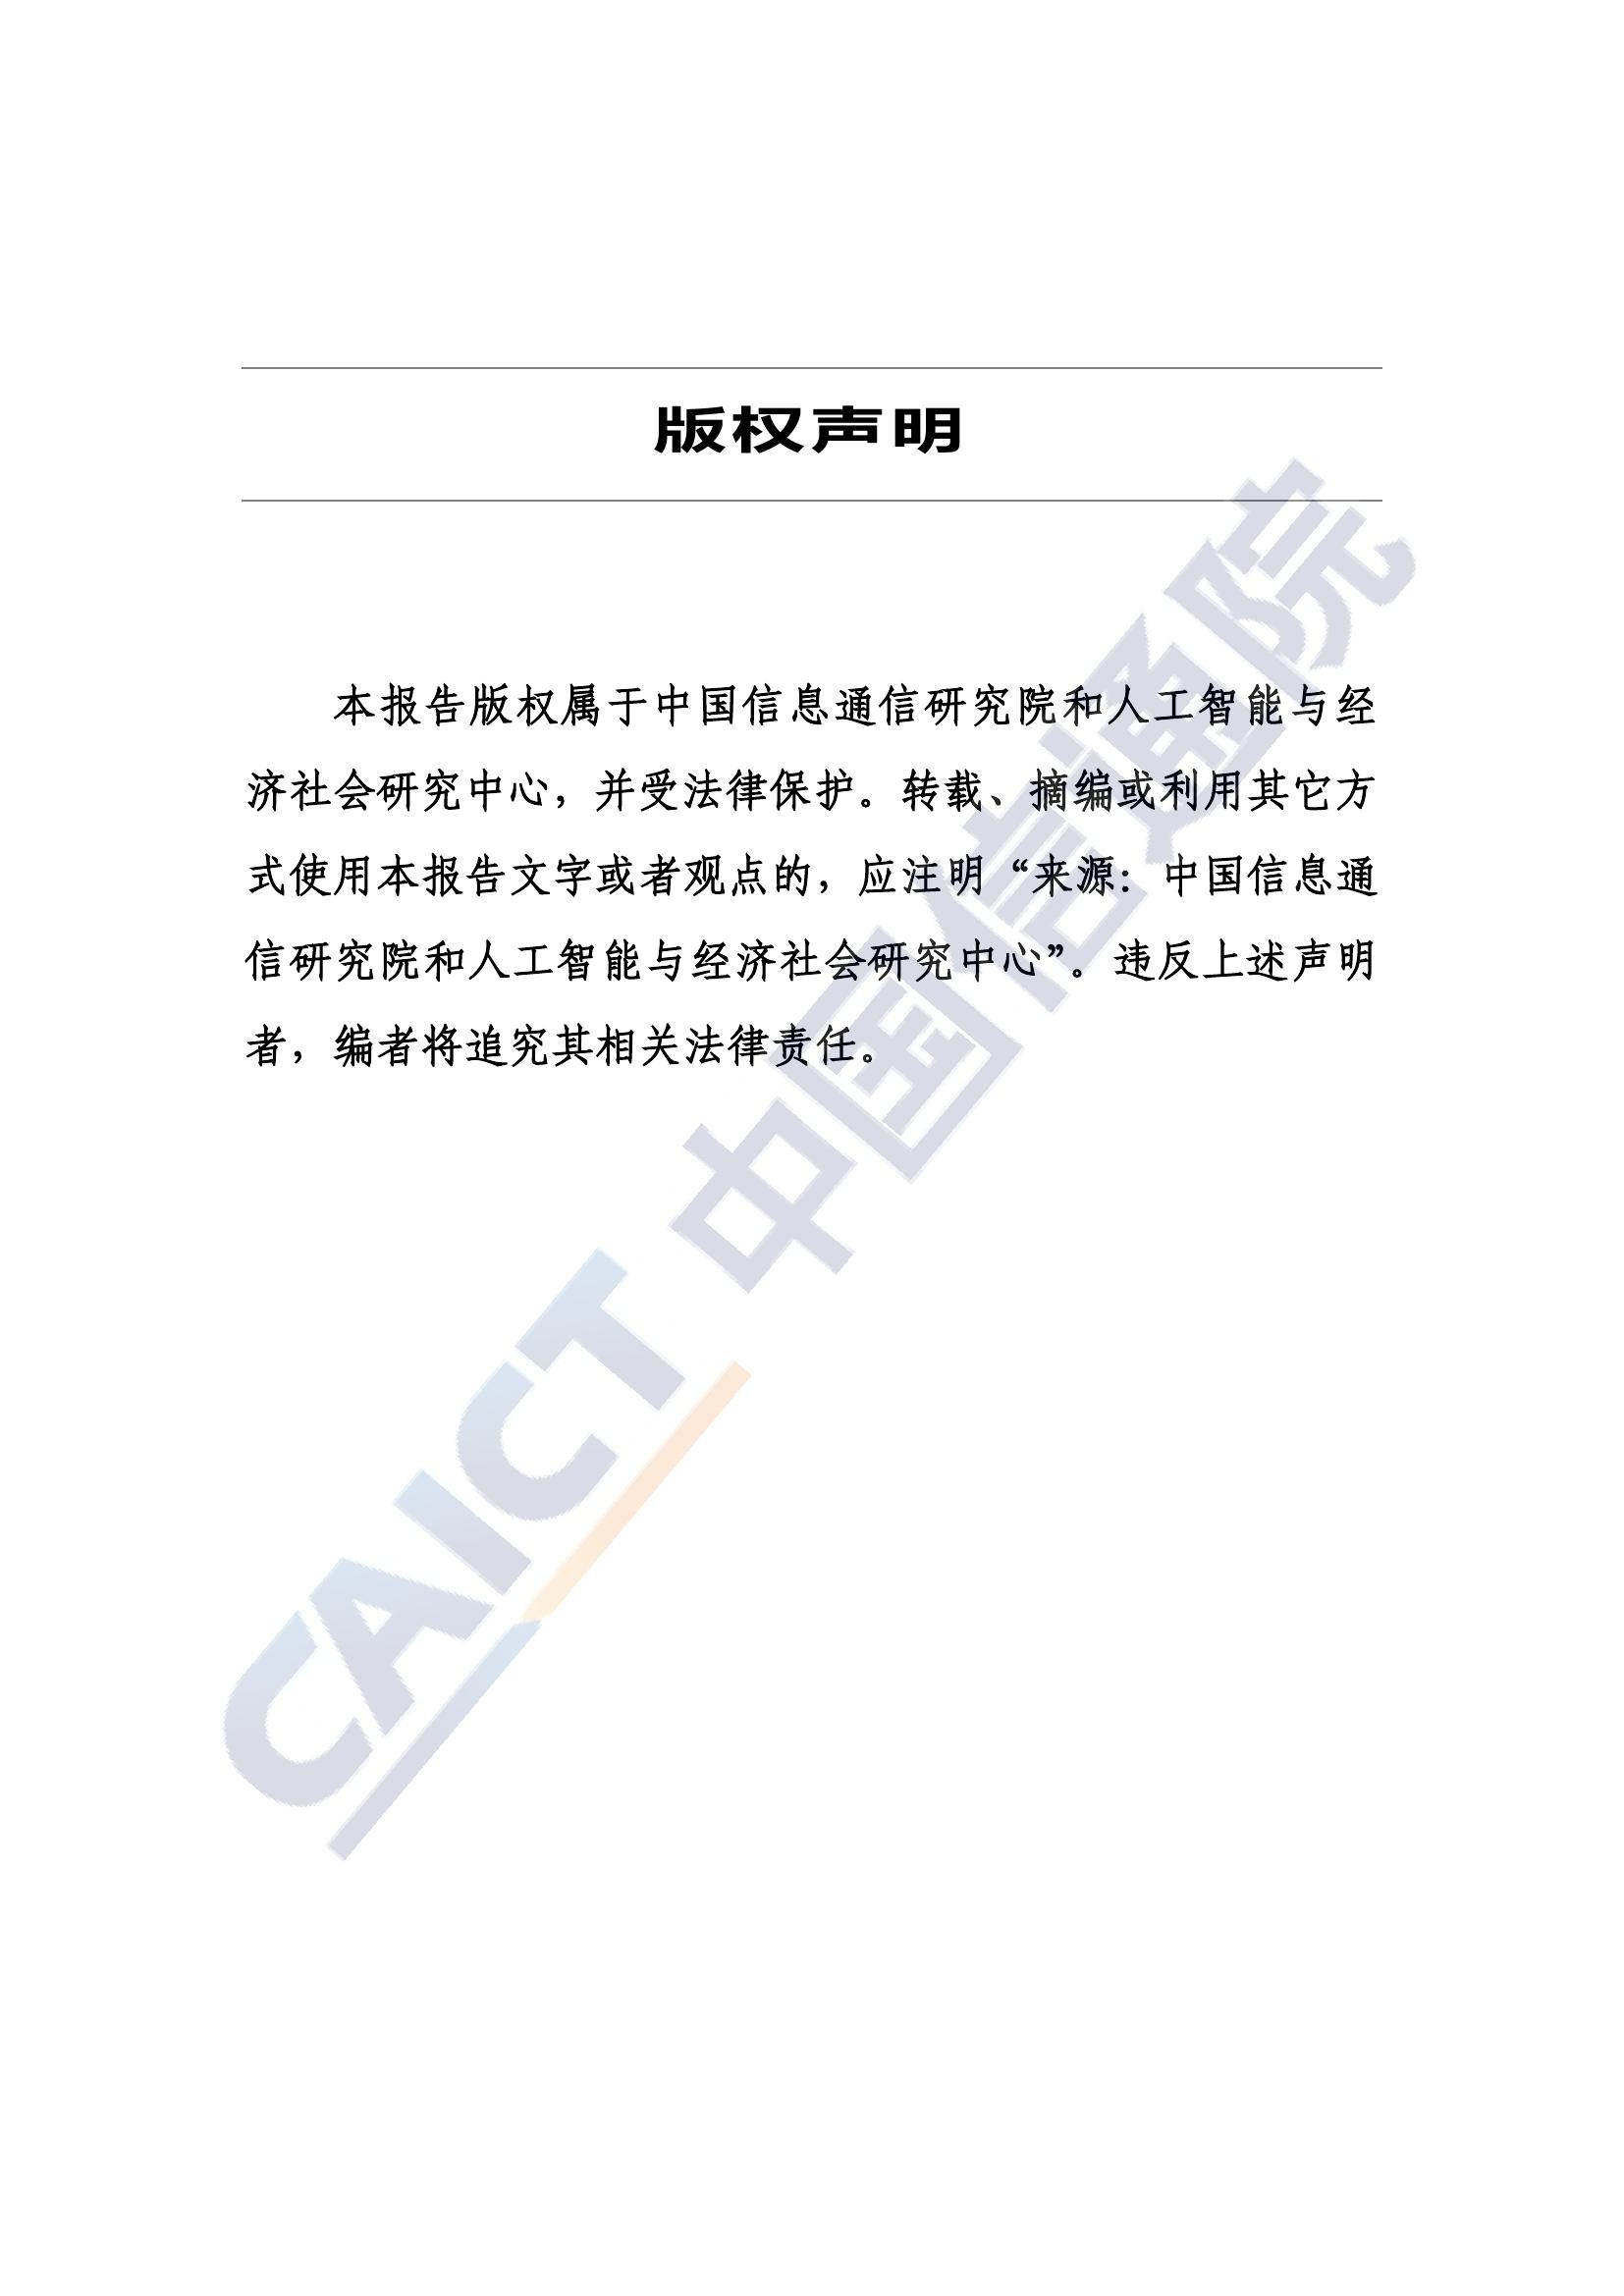 版权声明
本报告版权属于中国信息通信研究院和人工智能与经
济社会研究中心，并受法律保护。转载、摘编或利用其它方
式使用本报告文字或者观点的，应注明“来源：中国信息通
信研究院和人工智能与经济社会研究中心”。违反上述声明
者，编者将追究其相关法律责任。
CAICT 中国信通院